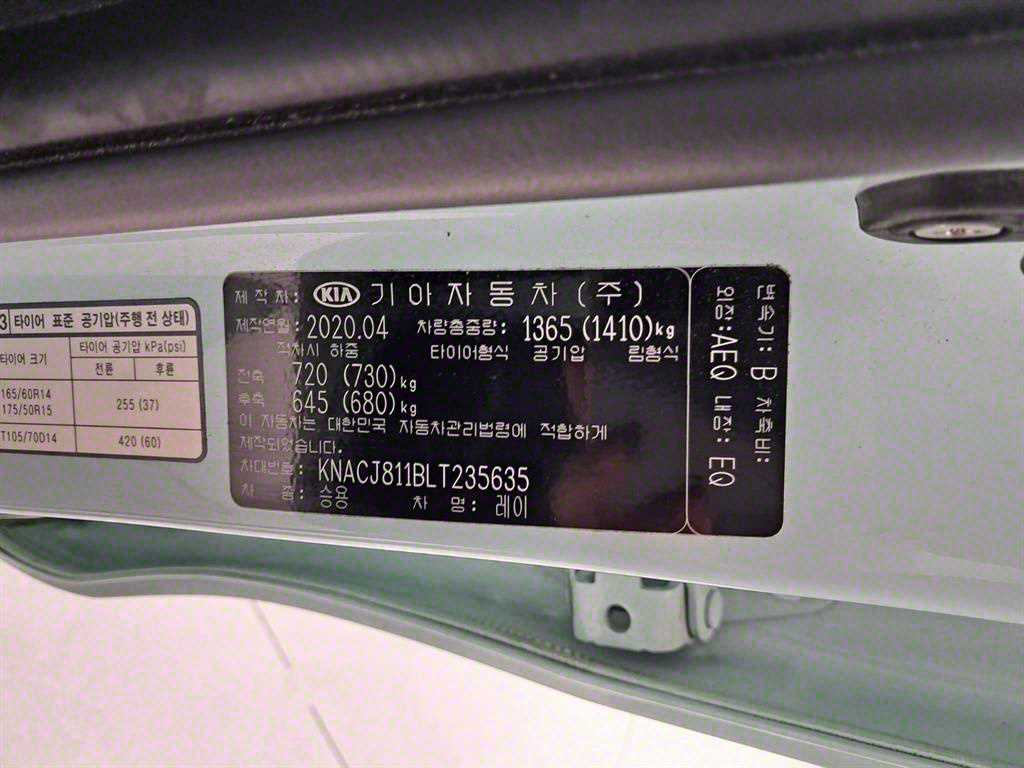 3 타이어 표준 공기압(주행 전 상태)
타이어 크기 타이어 공기압 kPa(psi)
전륜 후륜
165/60R14
175/50R15
255 (37)
T105/70D14 420 (60)
제 작 자: KIA 기아자동차(주)
제작연월: 2020.04 차량총중량: 1365 (1410)kg
적차시 하중 타이어형식 공기압 림형식
전축 720 (730)kg
후축 645 (680)kg
이 자동차는 대한민국 자동차관리법령에 적합하게
제작되었습니다.
차대번호: KNACJ811BLT235635
차 종: 승용 차 명: 레이
변속기: B 차축비:
외장:AEQ 내장: EQ